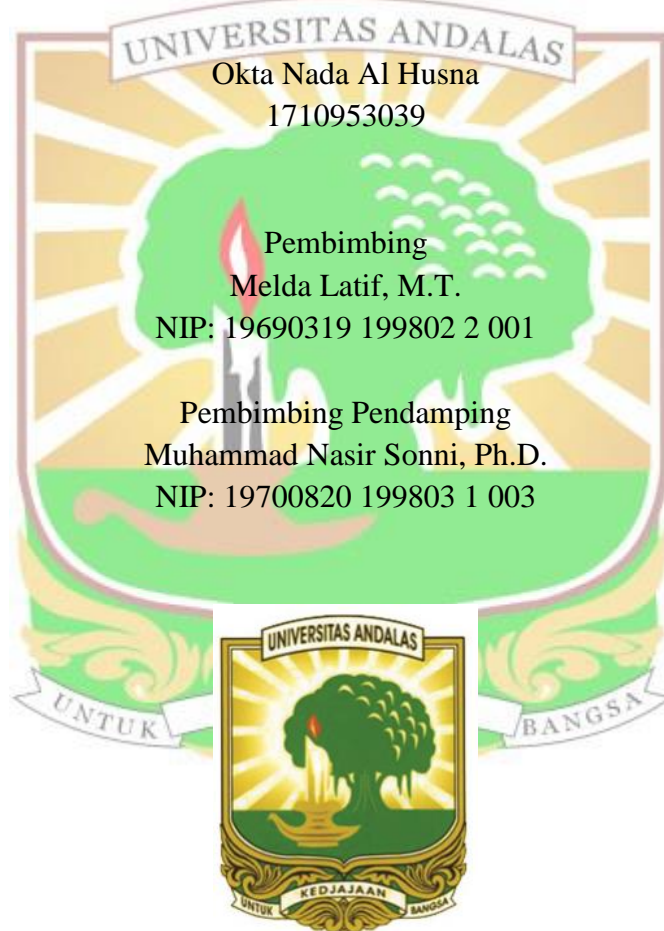 UNIVERSITAS ANDALAS
Okta Nada Al Husna
1710953039
Pembimbing
Melda Latif, M.T.
NIP: 19690319 199802 2 001
Pembimbing Pendamping
Muhammad Nasir Sonni, Ph.D.
NIP: 19700820 199803 1 003
UNIVERSITAS ANDALAS
UNTUK BANGSA
UNTUK KEDJAJAAN BANGSA